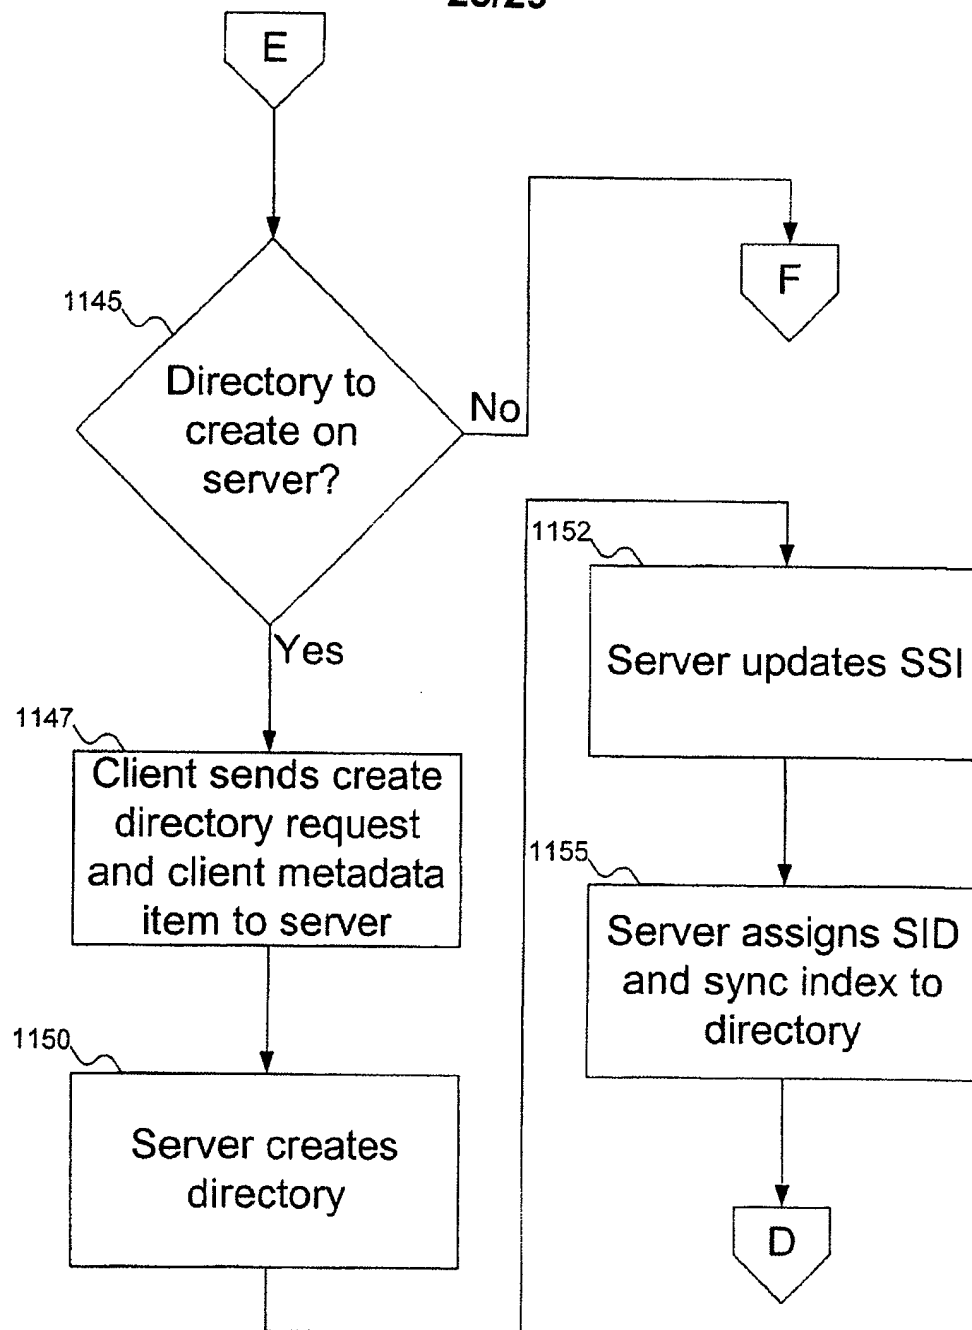 E
F
1145
Directory to
create on
server?
No
Yes
1147
Client sends create
directory request
and client metadata
item to server
1150
Server creates
directory
1152
Server updates SSI
1155
Server assigns SID
and sync index to
directory
D